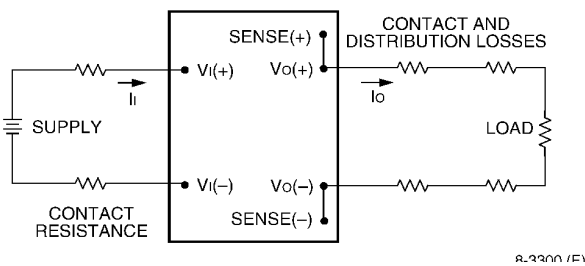 CONTACT AND
DISTRIBUTION LOSSES
SENSE(+)
VI(+)
VO(+)
II
IO
SUPPLY
LOAD
VI(–)
VO(–)
CONTACT
RESISTANCE
SENSE(–)
8-3300 (F)